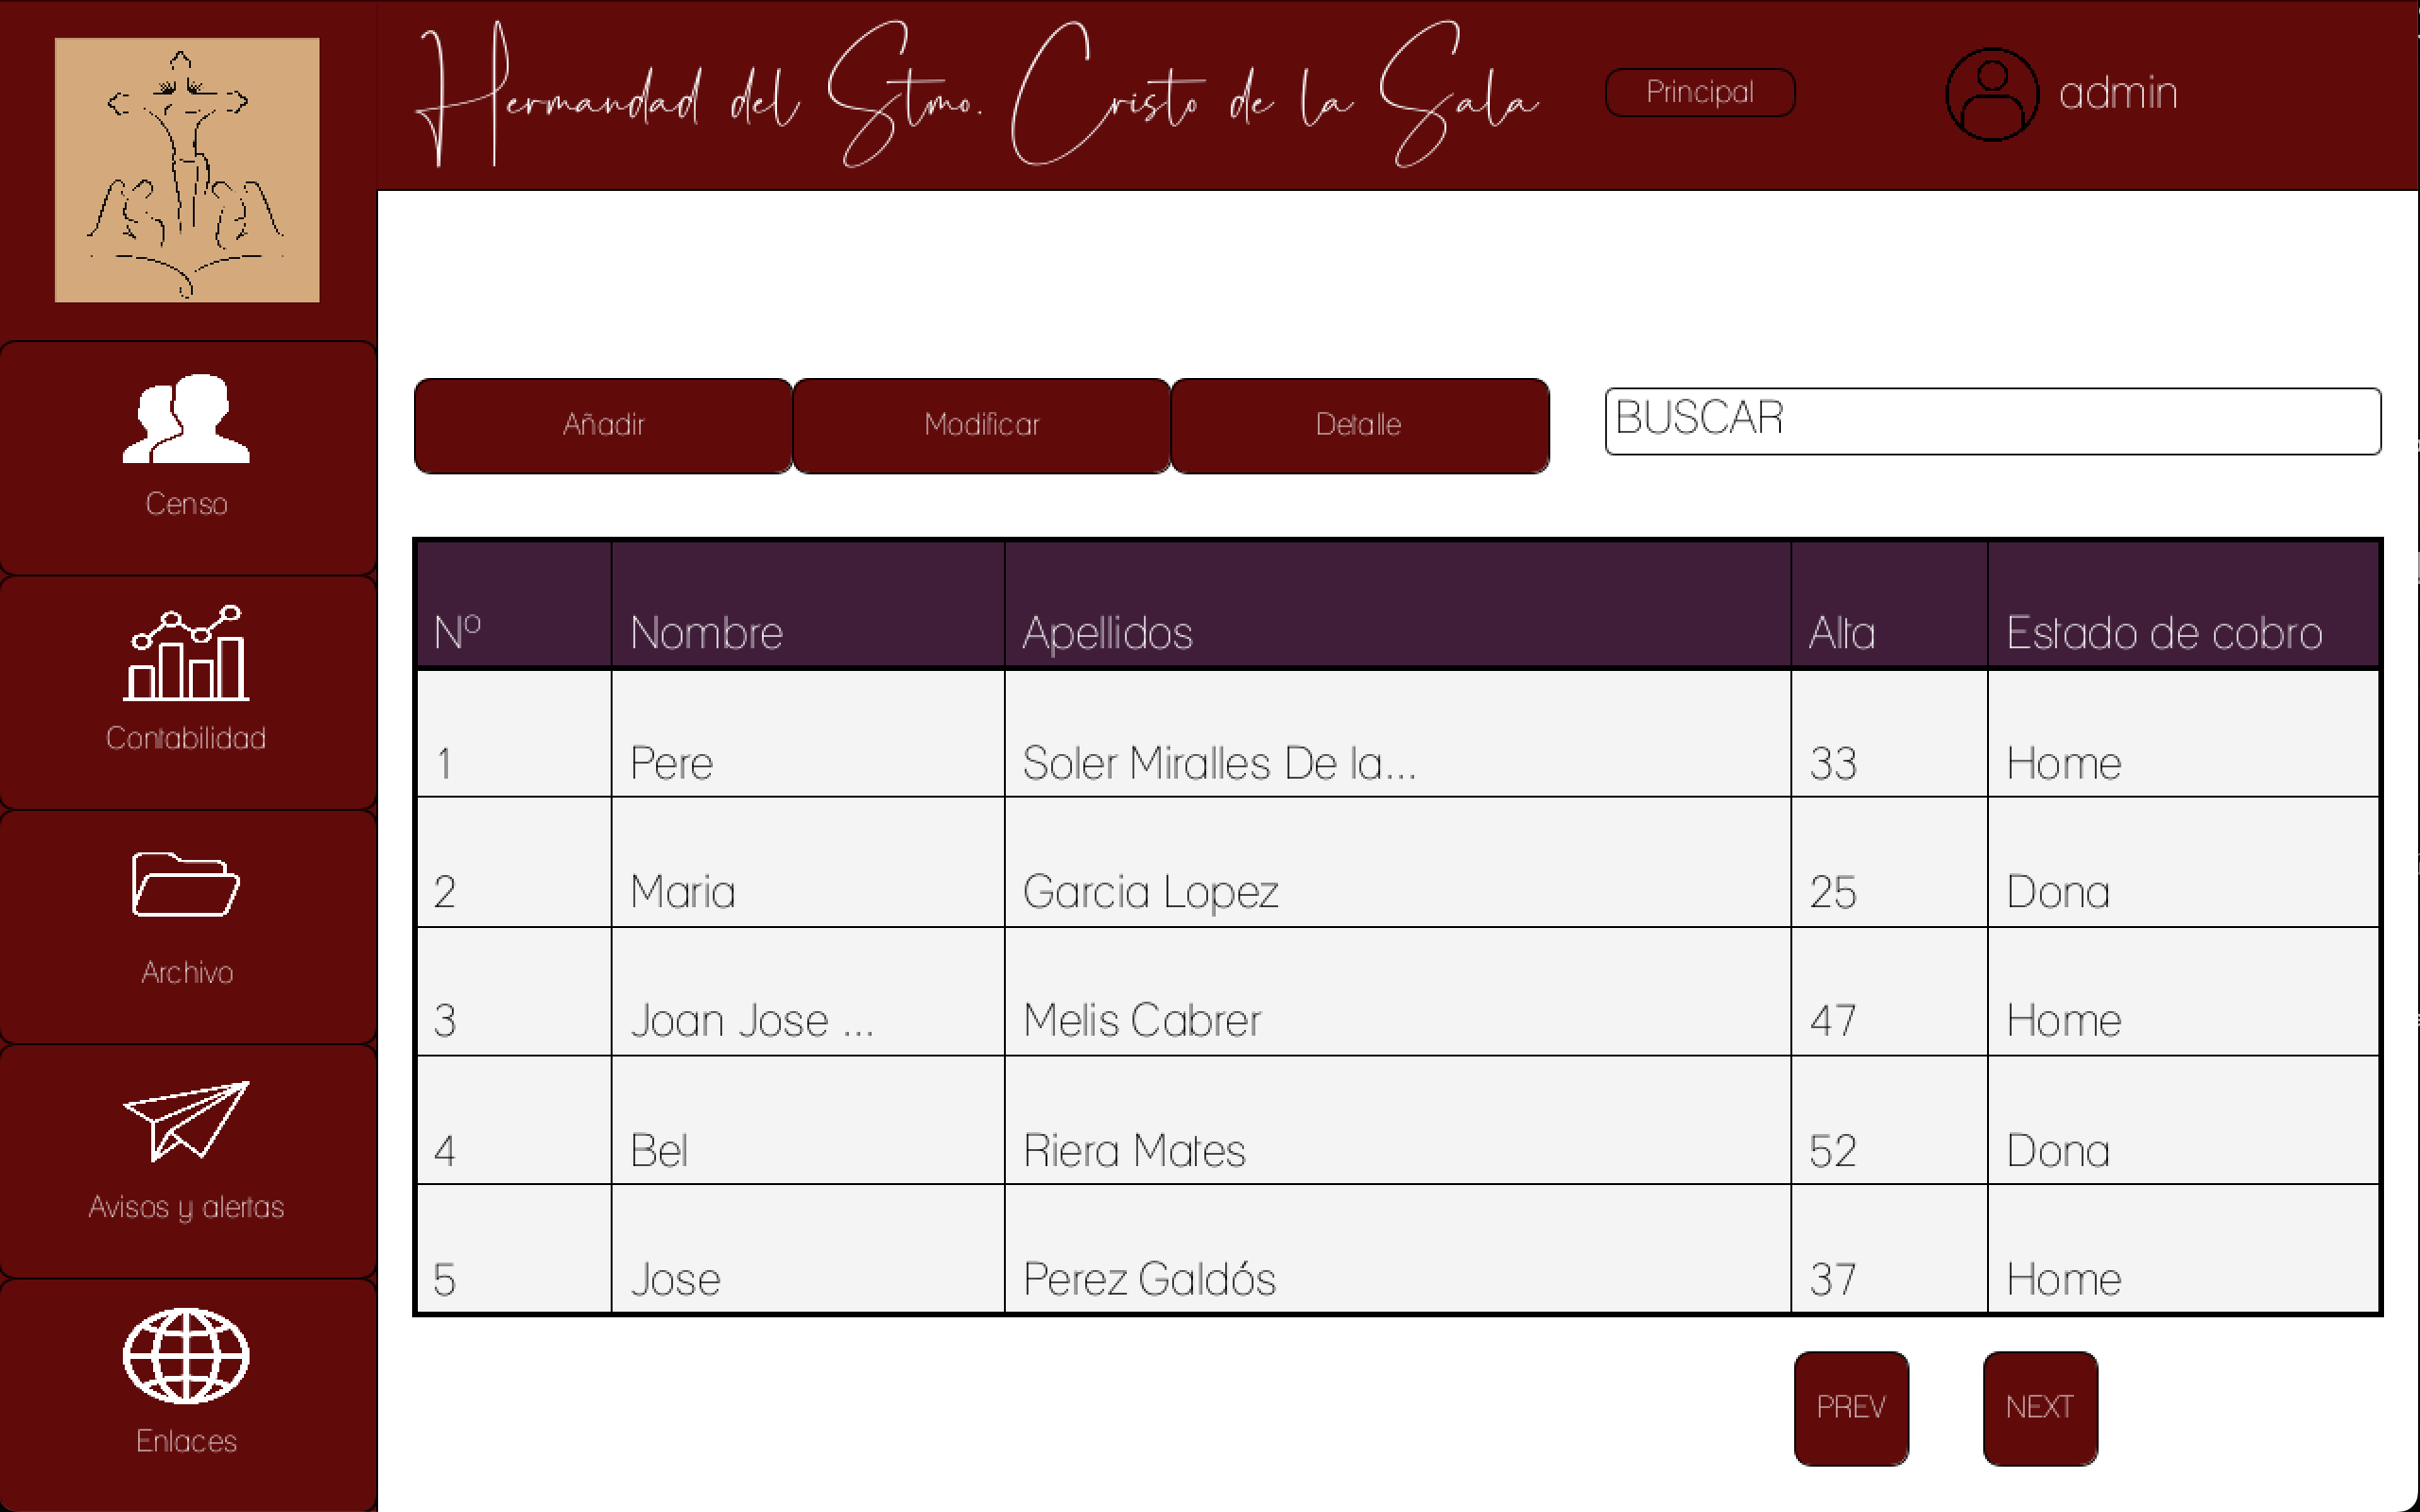 Hermandad del Stmo. Cristo de la Sala
Principal
admin
Censo
Contabilidad
Archivo
Avisos y alertas
Enlaces
Añadir Modificar Detalle
BUSCAR
Nº Nombre Apellidos Alta Estado de cobro
1 Pere Soler Miralles De la... 33 Home
2 Maria Garcia Lopez 25 Dona
3 Joan Jose ... Melis Cabrer 47 Home
4 Bel Riera Mates 52 Dona
5 Jose Perez Galdós 37 Home
PREV NEXT